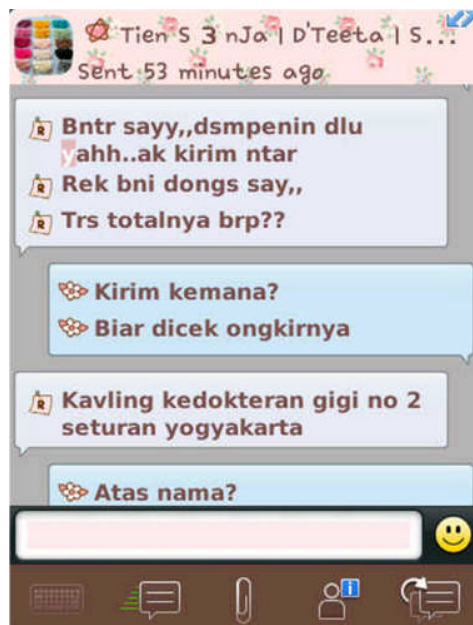 Tien S 3 nJa | D'Teeta | S...
Sent 53 minutes ago
Bntr sayy,,dsmpenin dlu
yahh..ak kirim ntar
Rek bni dongs say,,
Trs totalnya brp??
Kirim kemana?
Biar dicek ongkirnya
Kavling kedokteran gigi no 2
seturan yogyakarta
Atas nama?